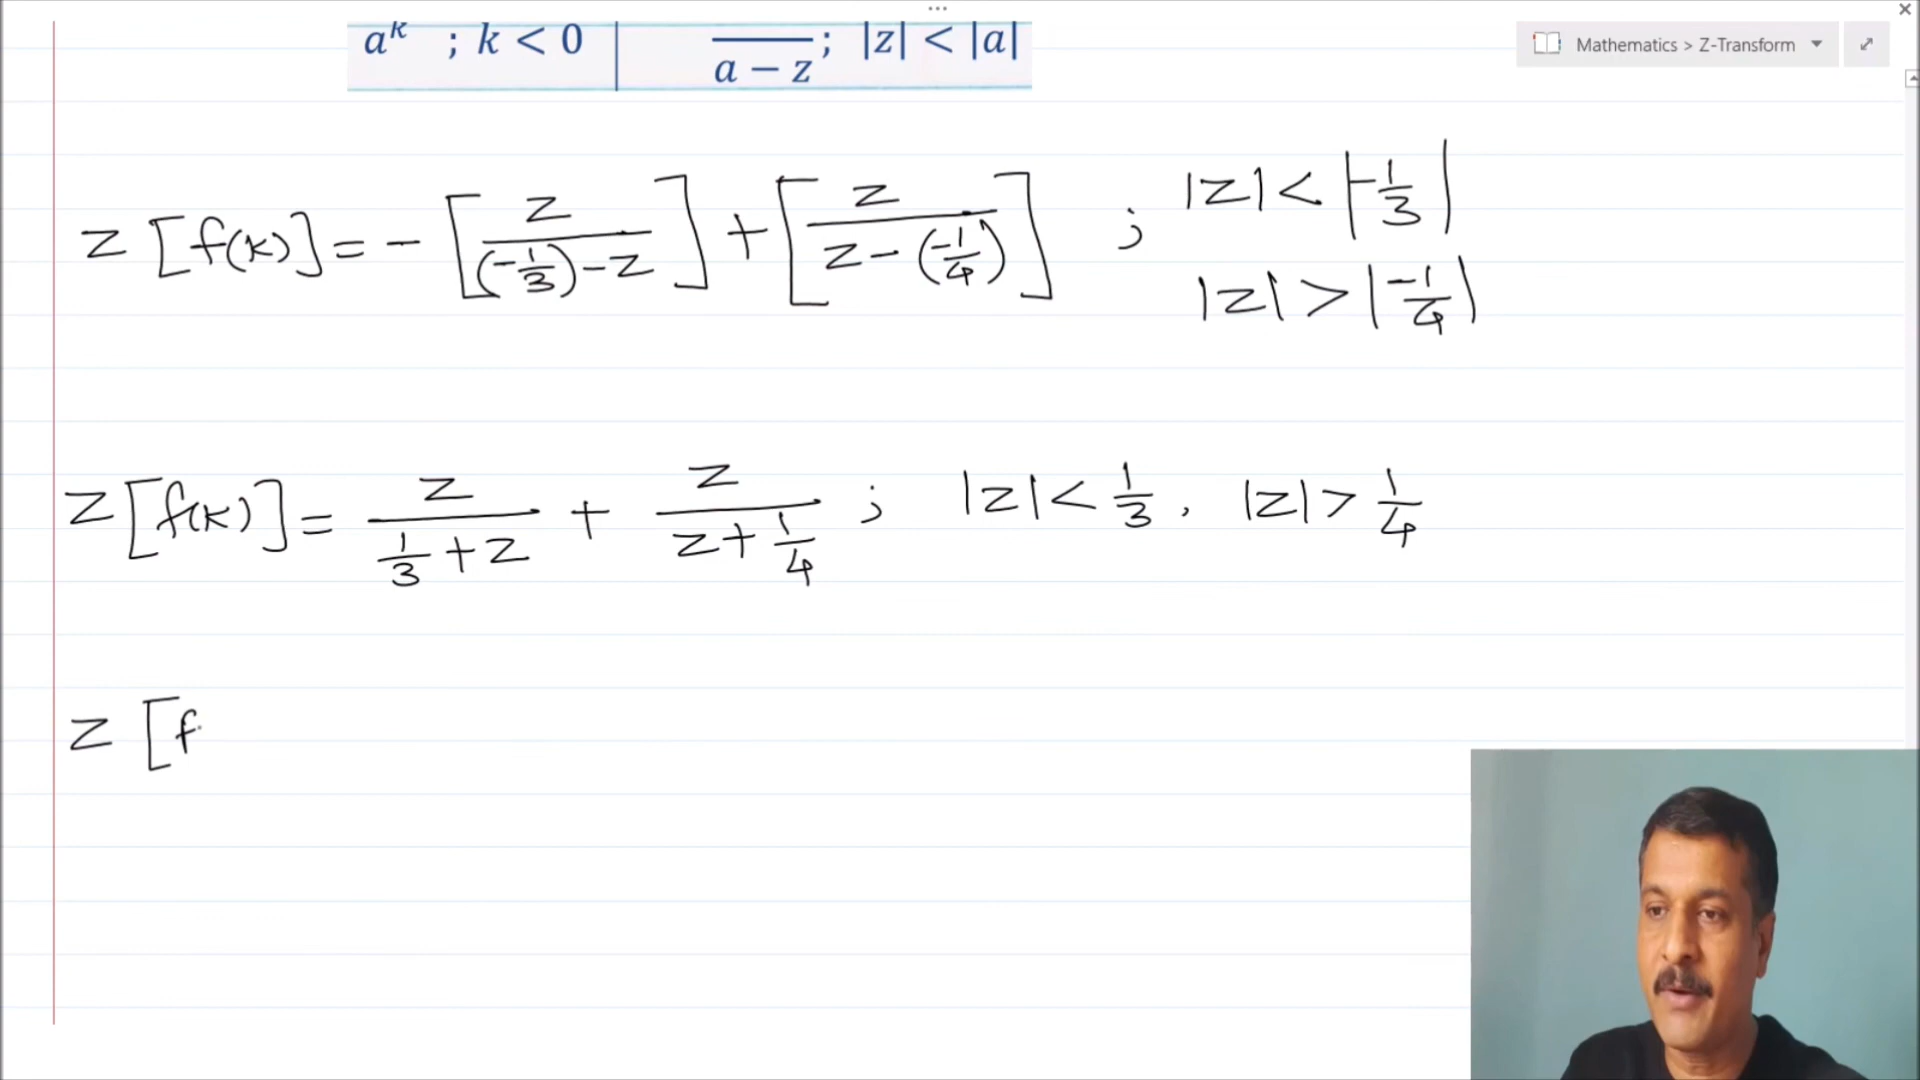 Mathematics > Z-Transform
a^k ; k < 0 | /(a − z) ; |z| < |a|
z [f(k)] = − [z/((-1/3) − z)] + [z/(z − (-1/4))] ; |z| < |-1/3|
|z| > |-1/4|
z [f(k)] = z/(1/3 + z) + z/(z + 1/4) ; |z| < 1/3 , |z| > 1/4
z [f